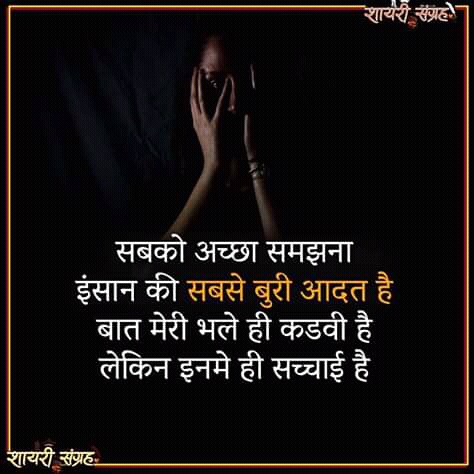 शायरी संग्रह
सबको अच्छा समझना
इंसान की सबसे बुरी आदत है
बात मेरी भले ही कडवी है
लेकिन इनमे ही सच्चाई है
शायरी संग्रह